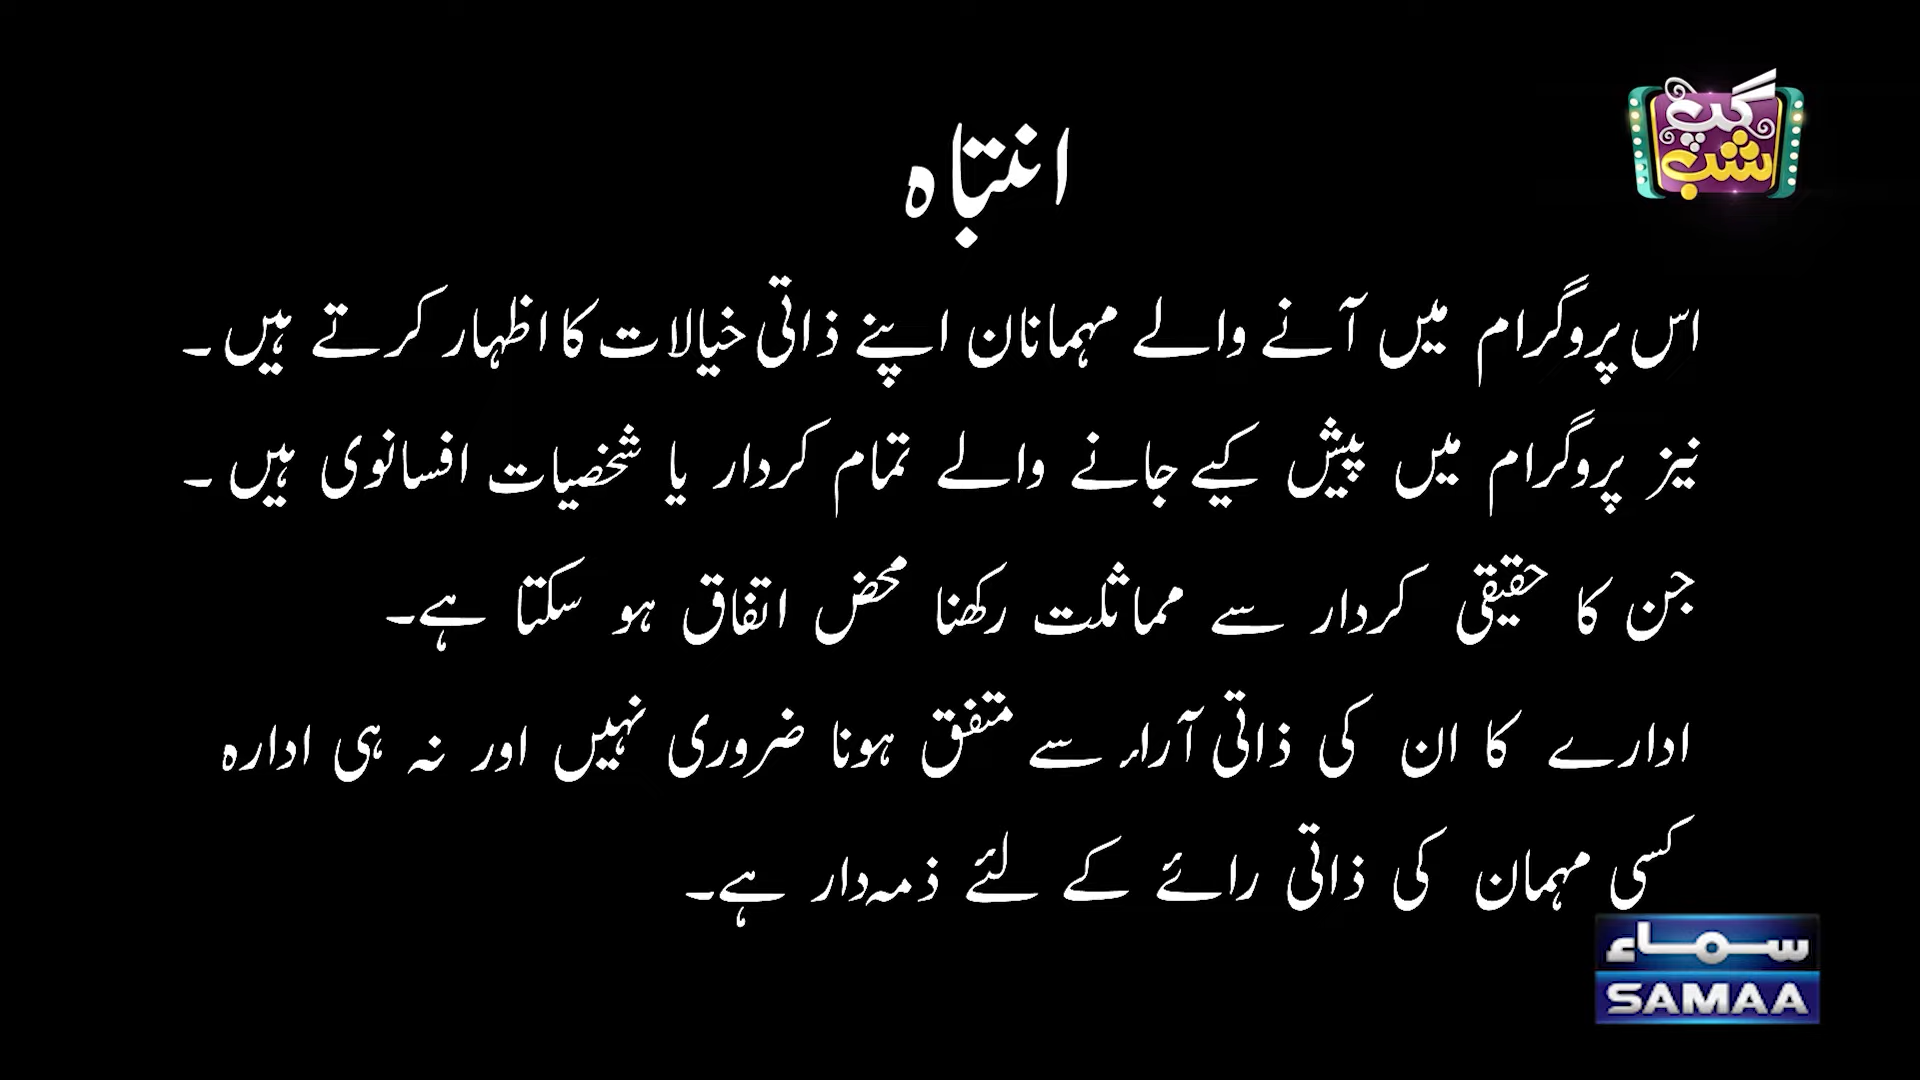 گپ
شب
انتباہ
اس پروگرام میں آنے والے مہمانان اپنے ذاتی خیالات کا اظہار کرتے ہیں۔
نیز پروگرام میں پیش کیے جانے والے تمام کردار یا شخصیات افسانوی ہیں۔
جن کا حقیقی کردار سے مماثلت رکھنا محض اتفاق ہو سکتا ہے۔
ادارے کا ان کی ذاتی آراء سے متفق ہونا ضروری نہیں اور نہ ہی ادارہ
کسی مہمان کی ذاتی رائے کے لئے ذمہ دار ہے۔
سماء
SAMAA